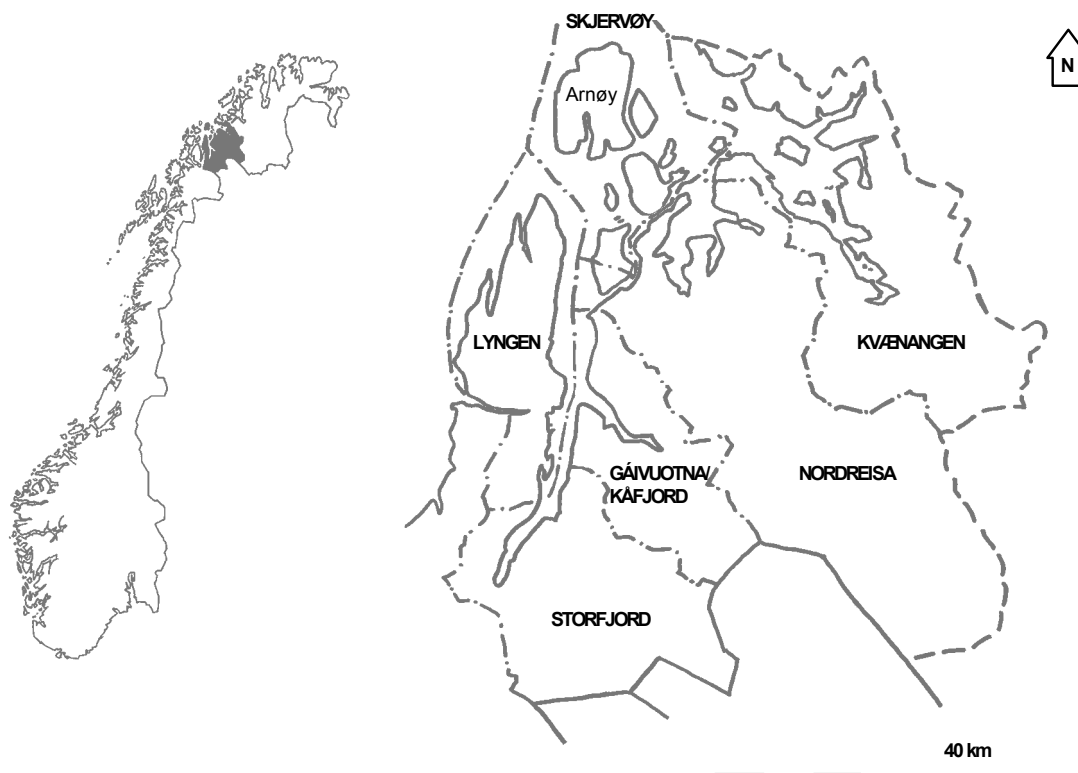 SKJERVØY
N
Arnøy
LYNGEN
KVÆNANGEN
GÁIVUOTNA/
KÅFJORD
NORDREISA
STORFJORD
40 km